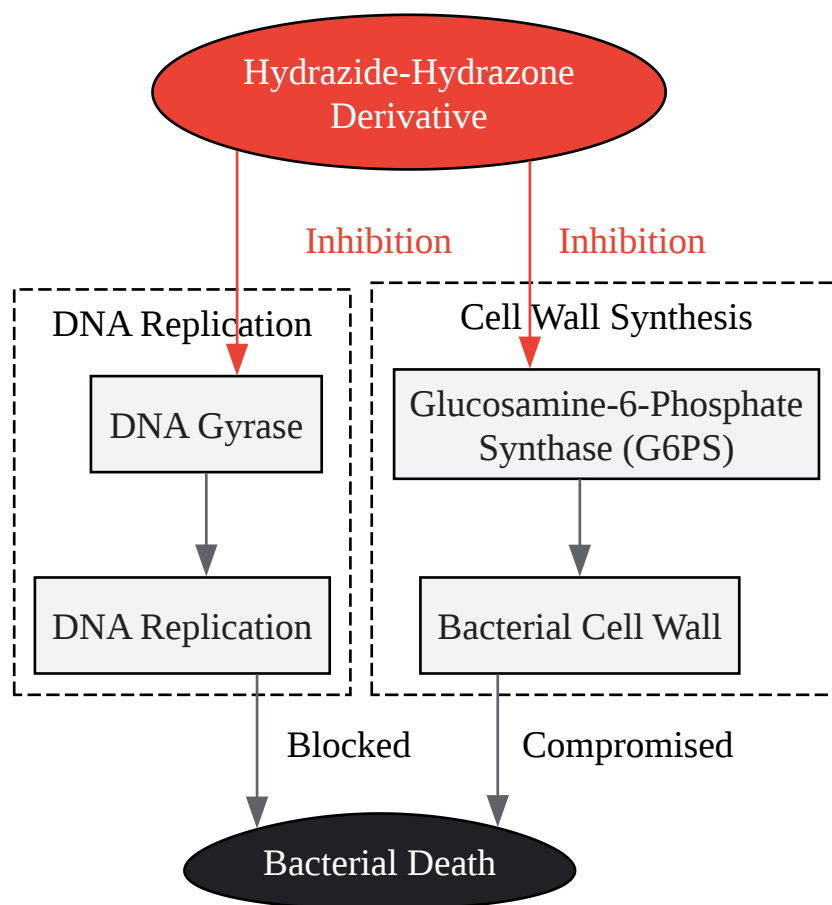 Hydrazide-Hydrazone
Derivative
Inhibition
Inhibition
DNA Replication
Cell Wall Synthesis
DNA Gyrase
Glucosamine-6-Phosphate
Synthase (G6PS)
DNA Replication
Bacterial Cell Wall
Blocked
Compromised
Bacterial Death